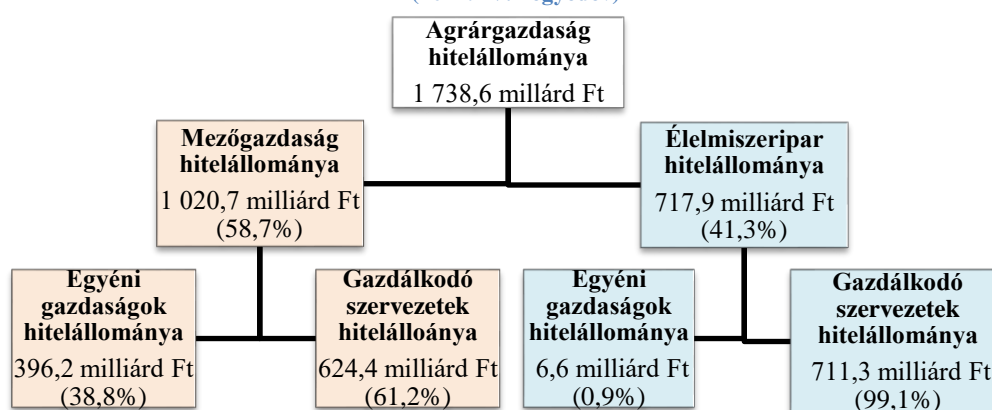 Agrárgazdaság
hitelállománya
1 738,6 millárd Ft
Mezőgazdaság
hitelállománya
1 020,7 milliárd Ft
(58,7%)
Élelmiszeripar
hitelállománya
717,9 milliárd Ft
(41,3%)
Egyéni
gazdaságok
hitelállománya
396,2 milliárd Ft
(38,8%)
Gazdálkodó
szervezetek
hitelálloánya
624,4 milliárd Ft
(61,2%)
Egyéni
gazdaságok
hitelállománya
6,6 milliárd Ft
(0,9%)
Gazdálkodó
szervezetek
hitelállománya
711,3 milliárd Ft
(99,1%)